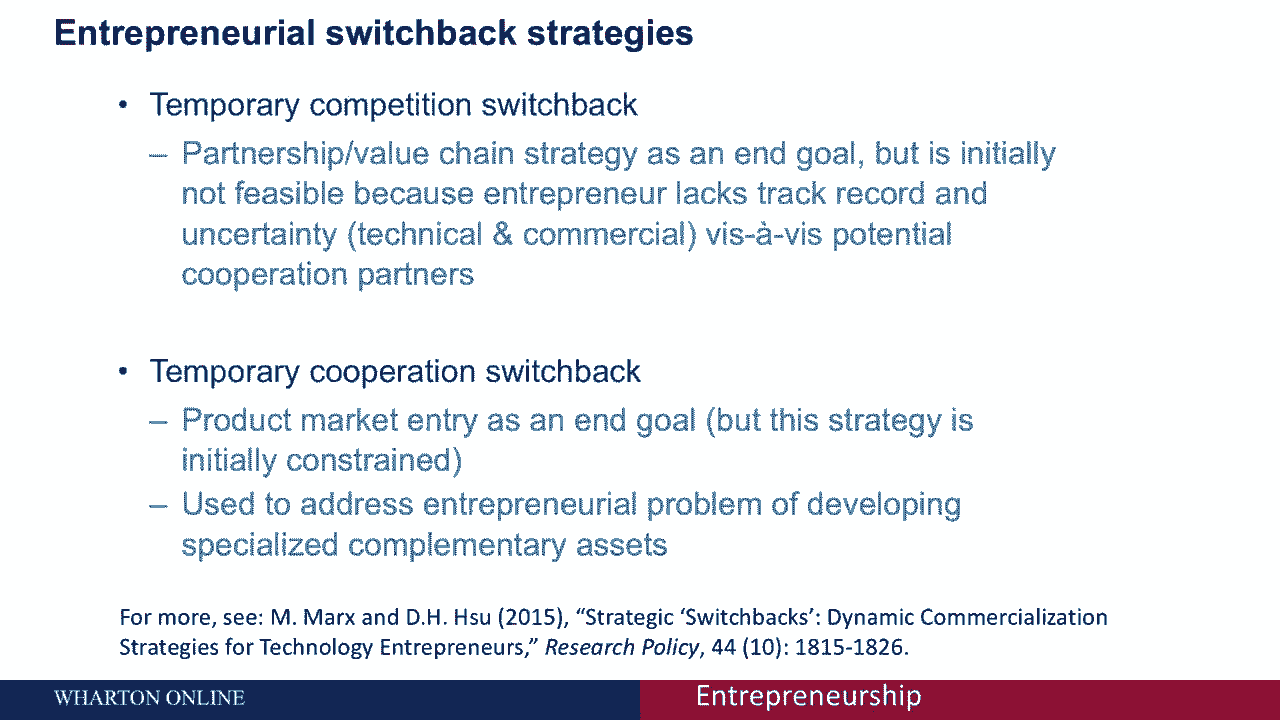 Entrepreneurial switchback strategies
• Temporary competition switchback
– Partnership/value chain strategy as an end goal, but is initially
not feasible because entrepreneur lacks track record and
uncertainty (technical & commercial) vis-à-vis potential
cooperation partners
• Temporary cooperation switchback
– Product market entry as an end goal (but this strategy is
initially constrained)
– Used to address entrepreneurial problem of developing
specialized complementary assets
For more, see: M. Marx and D.H. Hsu (2015), “Strategic ‘Switchbacks’: Dynamic Commercialization
Strategies for Technology Entrepreneurs,” Research Policy, 44 (10): 1815-1826.
WHARTON ONLINE
Entrepreneurship